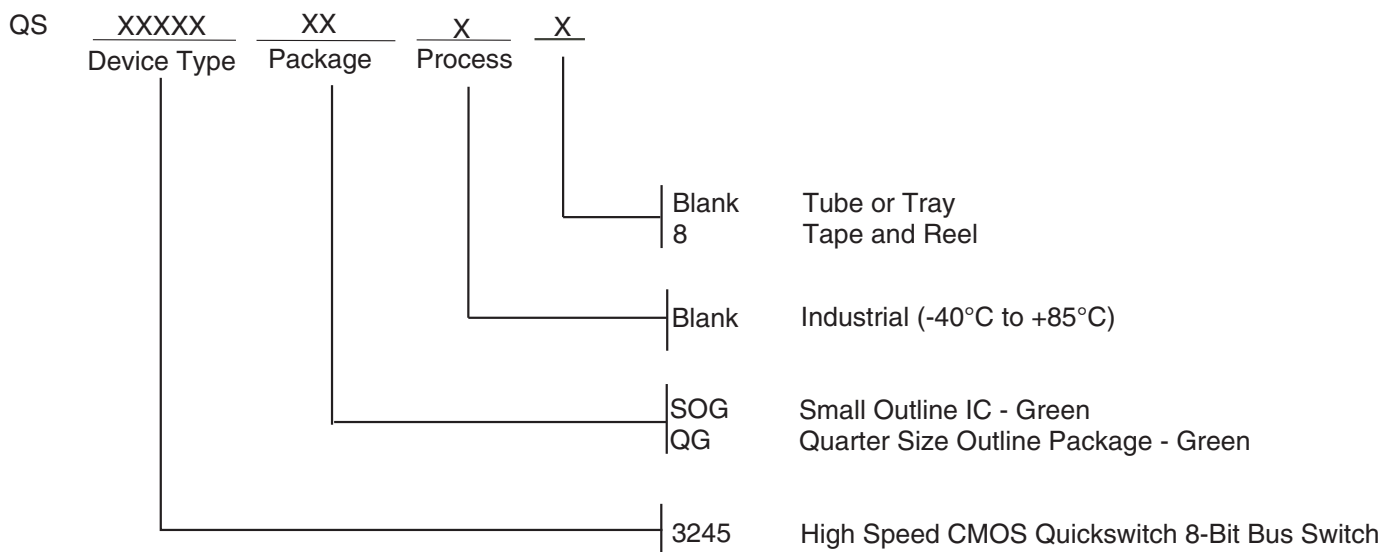 QS XXXXX XX X X
Device Type Package Process
Blank Tube or Tray
8 Tape and Reel
Blank Industrial (-40°C to +85°C)
SOG Small Outline IC - Green
QG Quarter Size Outline Package - Green
3245 High Speed CMOS Quickswitch 8-Bit Bus Switch